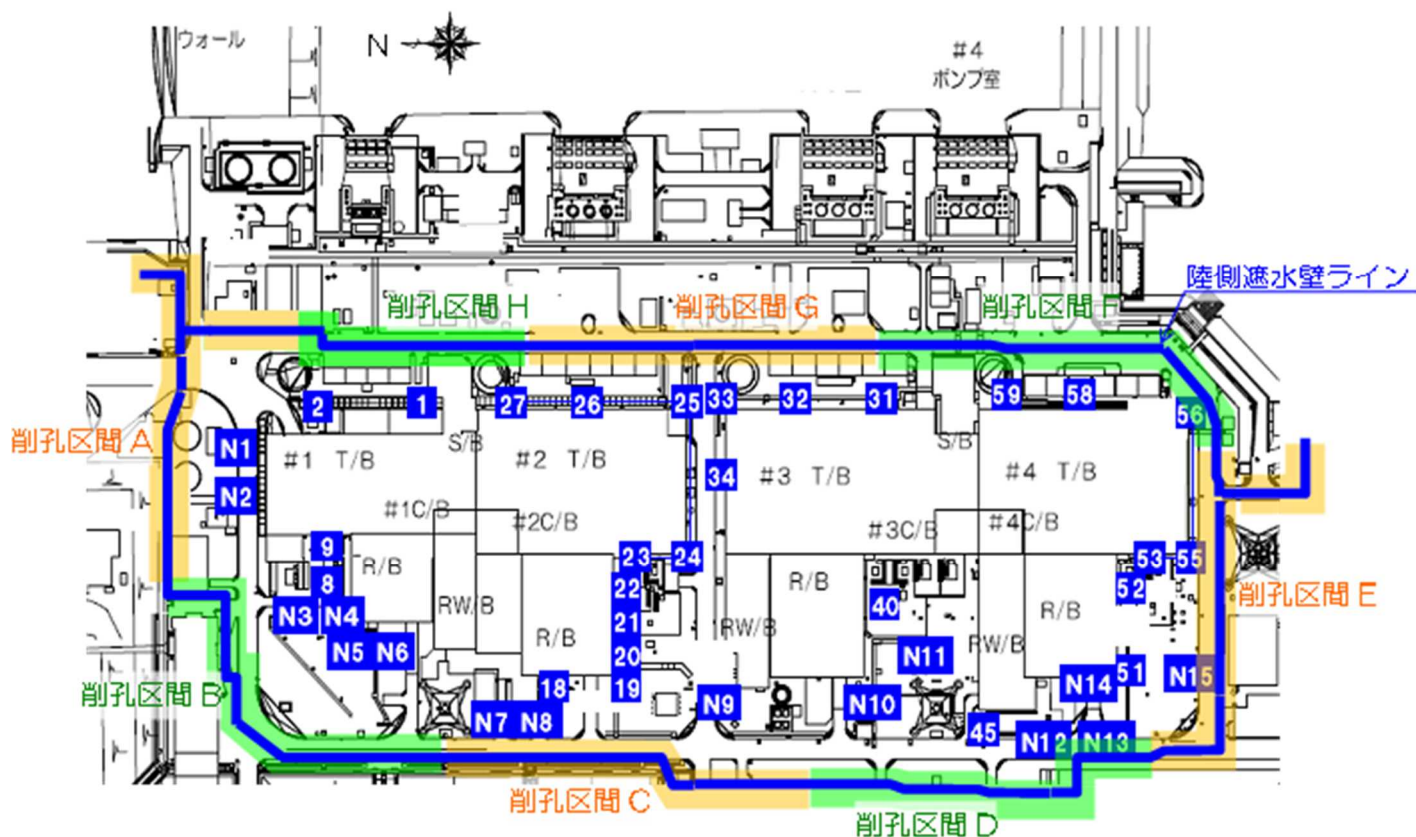 ウォール
N
#4
ポンプ室
陸側遮水壁ライン
削孔区間 H
削孔区間 G
削孔区間 F
2
1
27
26
25
33
32
31
59
58
56
削孔区間 A
N1
S/B
S/B
#1 T/B
#2 T/B
34
#3 T/B
#4 T/B
N2
#1C/B
#2C/B
#3C/B
#4C/B
9
23
24
53
55
R/B
8
22
R/B
52
N3
N4
RW/B
40
削孔区間 E
21
RW/B
R/B
R/B
N5
N6
20
N11
RW/B
51
削孔区間 B
18
19
N9
N10
N14
N15
N7
N8
45
N12
N13
削孔区間 C
削孔区間 D